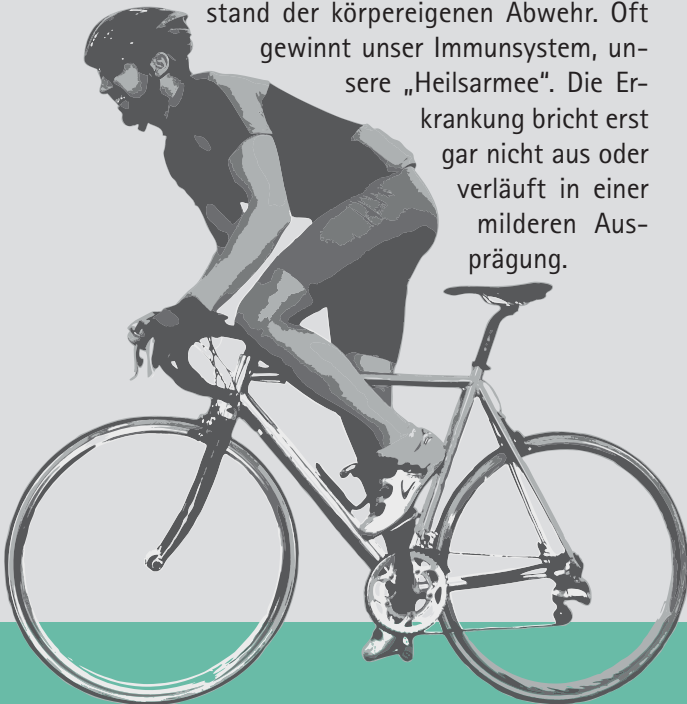 stand der körpereigenen Abwehr. Oft
gewinnt unser Immunsystem, un-
sere „Heilsarmee“. Die Er-
krankung bricht erst
gar nicht aus oder
verläuft in einer
milderen Aus-
prägung.